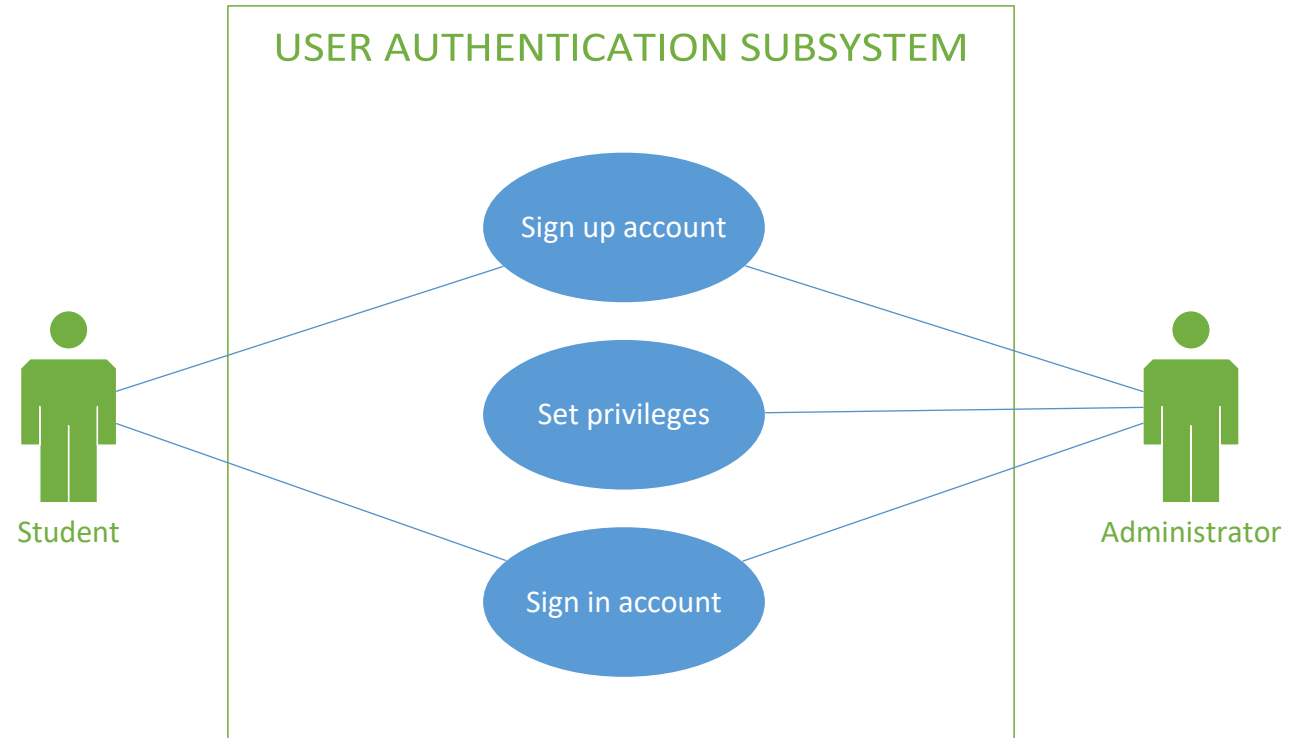 USER AUTHENTICATION SUBSYSTEM
Sign up account
Set privileges
Student
Administrator
Sign in account